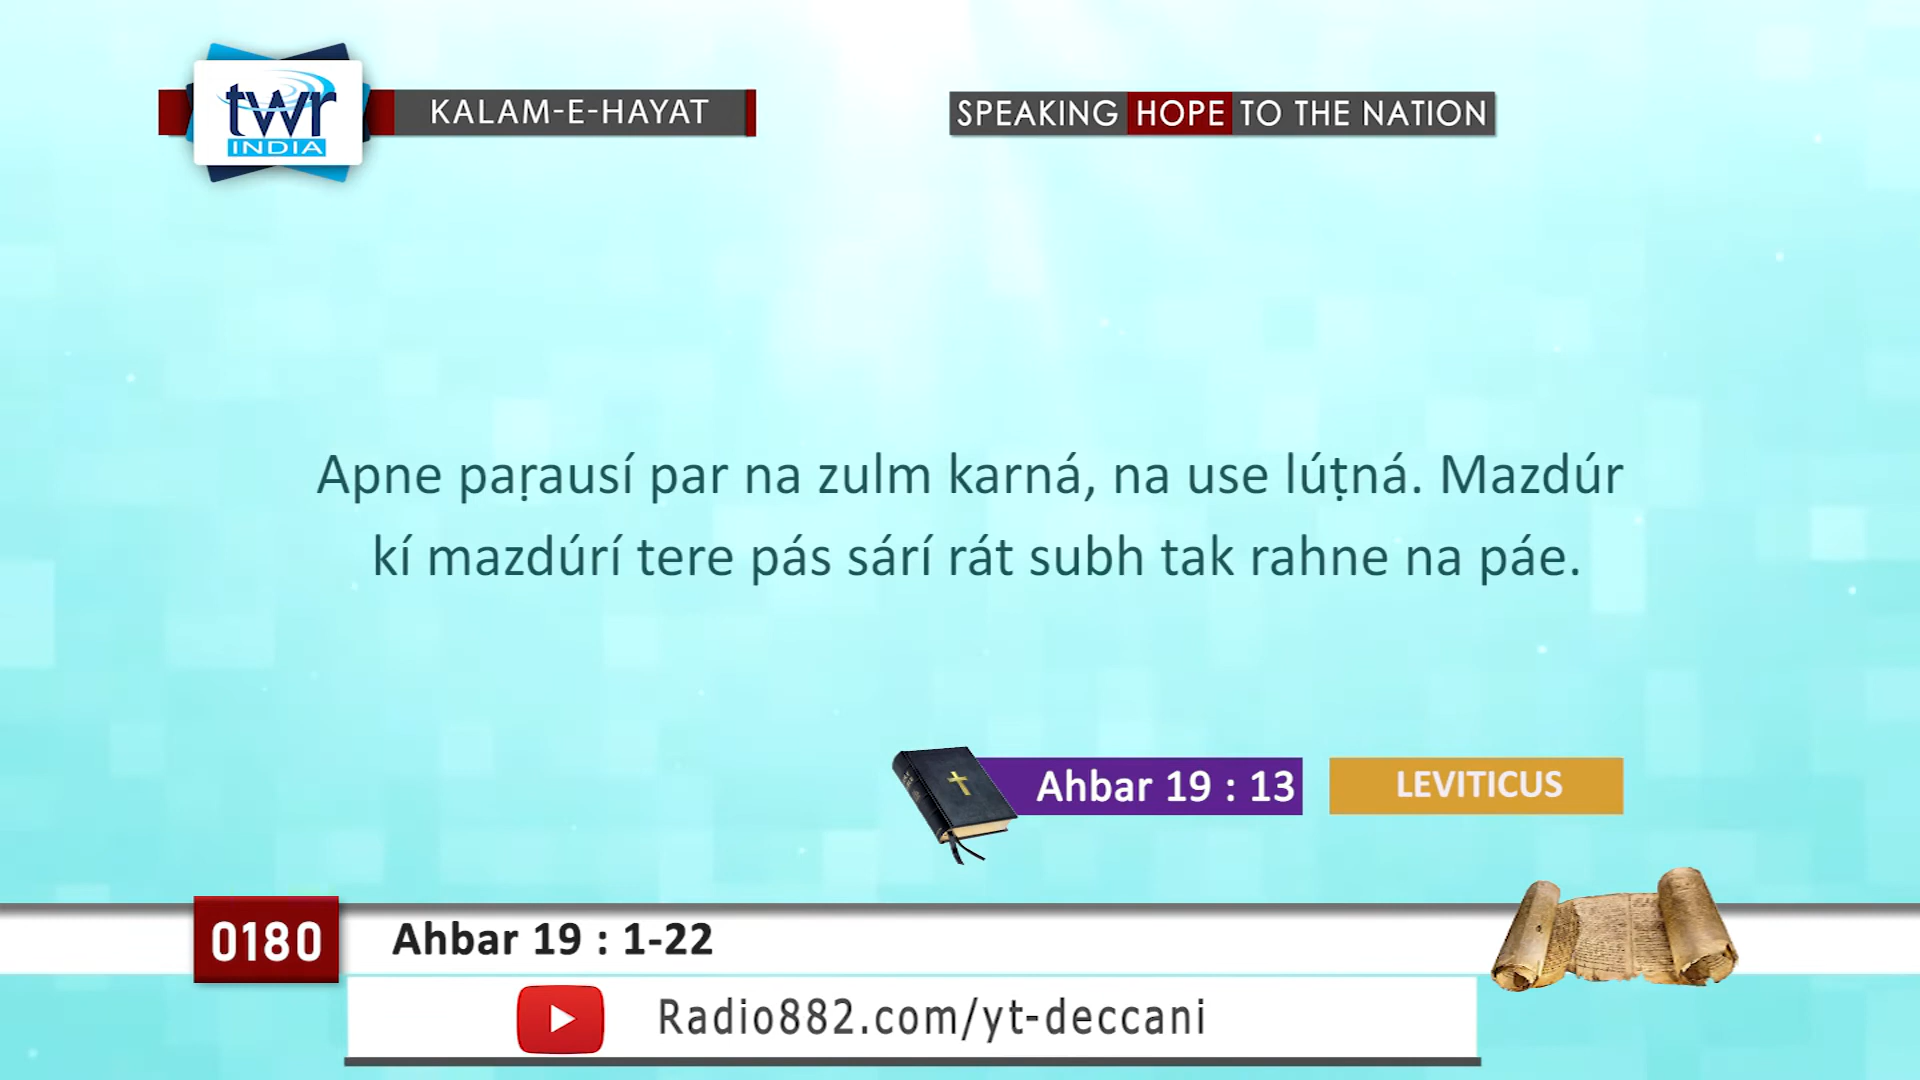 twr
INDIA
KALAM-E-HAYAT
SPEAKING HOPE TO THE NATION
Apne paṛausí par na zulm karná, na use lúṭná. Mazdúr
kí mazdúrí tere pás sárí rát subh tak rahne na páe.
Ahbar 19 : 13
LEVITICUS
0180
Ahbar 19 : 1-22
Radio882.com/yt-deccani